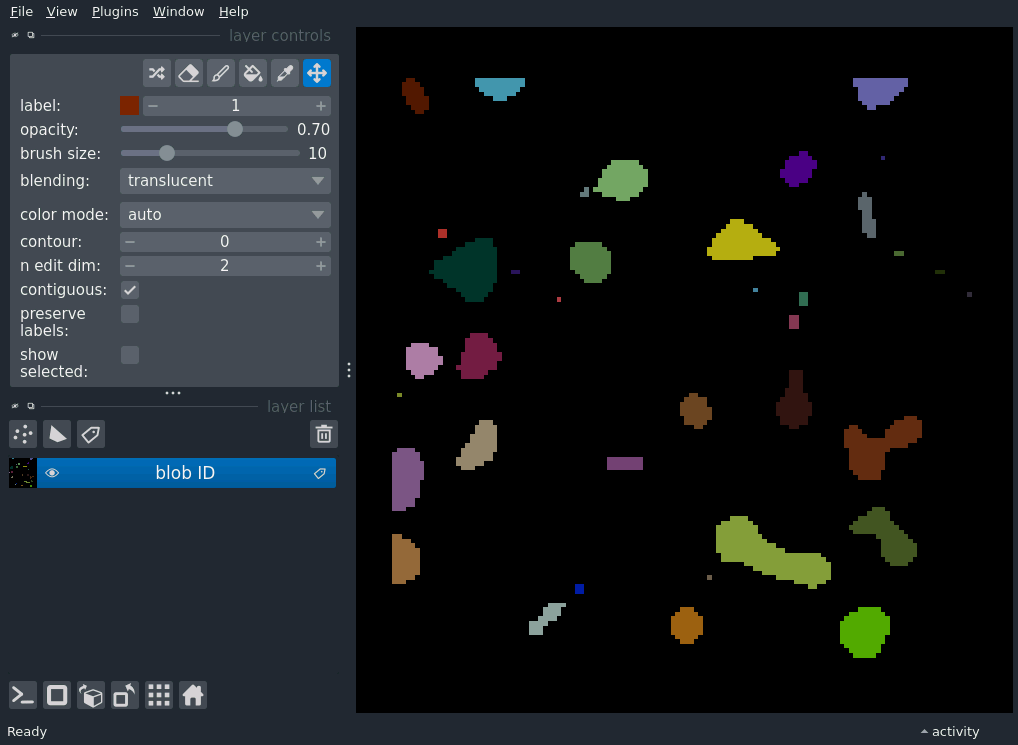 File View Plugins Window Help
layer controls
label: 1
opacity: 0.70
brush size: 10
blending: translucent
color mode: auto
contour: 0
n edit dim: 2
contiguous:
preserve
labels:
show
selected:
layer list
blob ID
Ready
activity